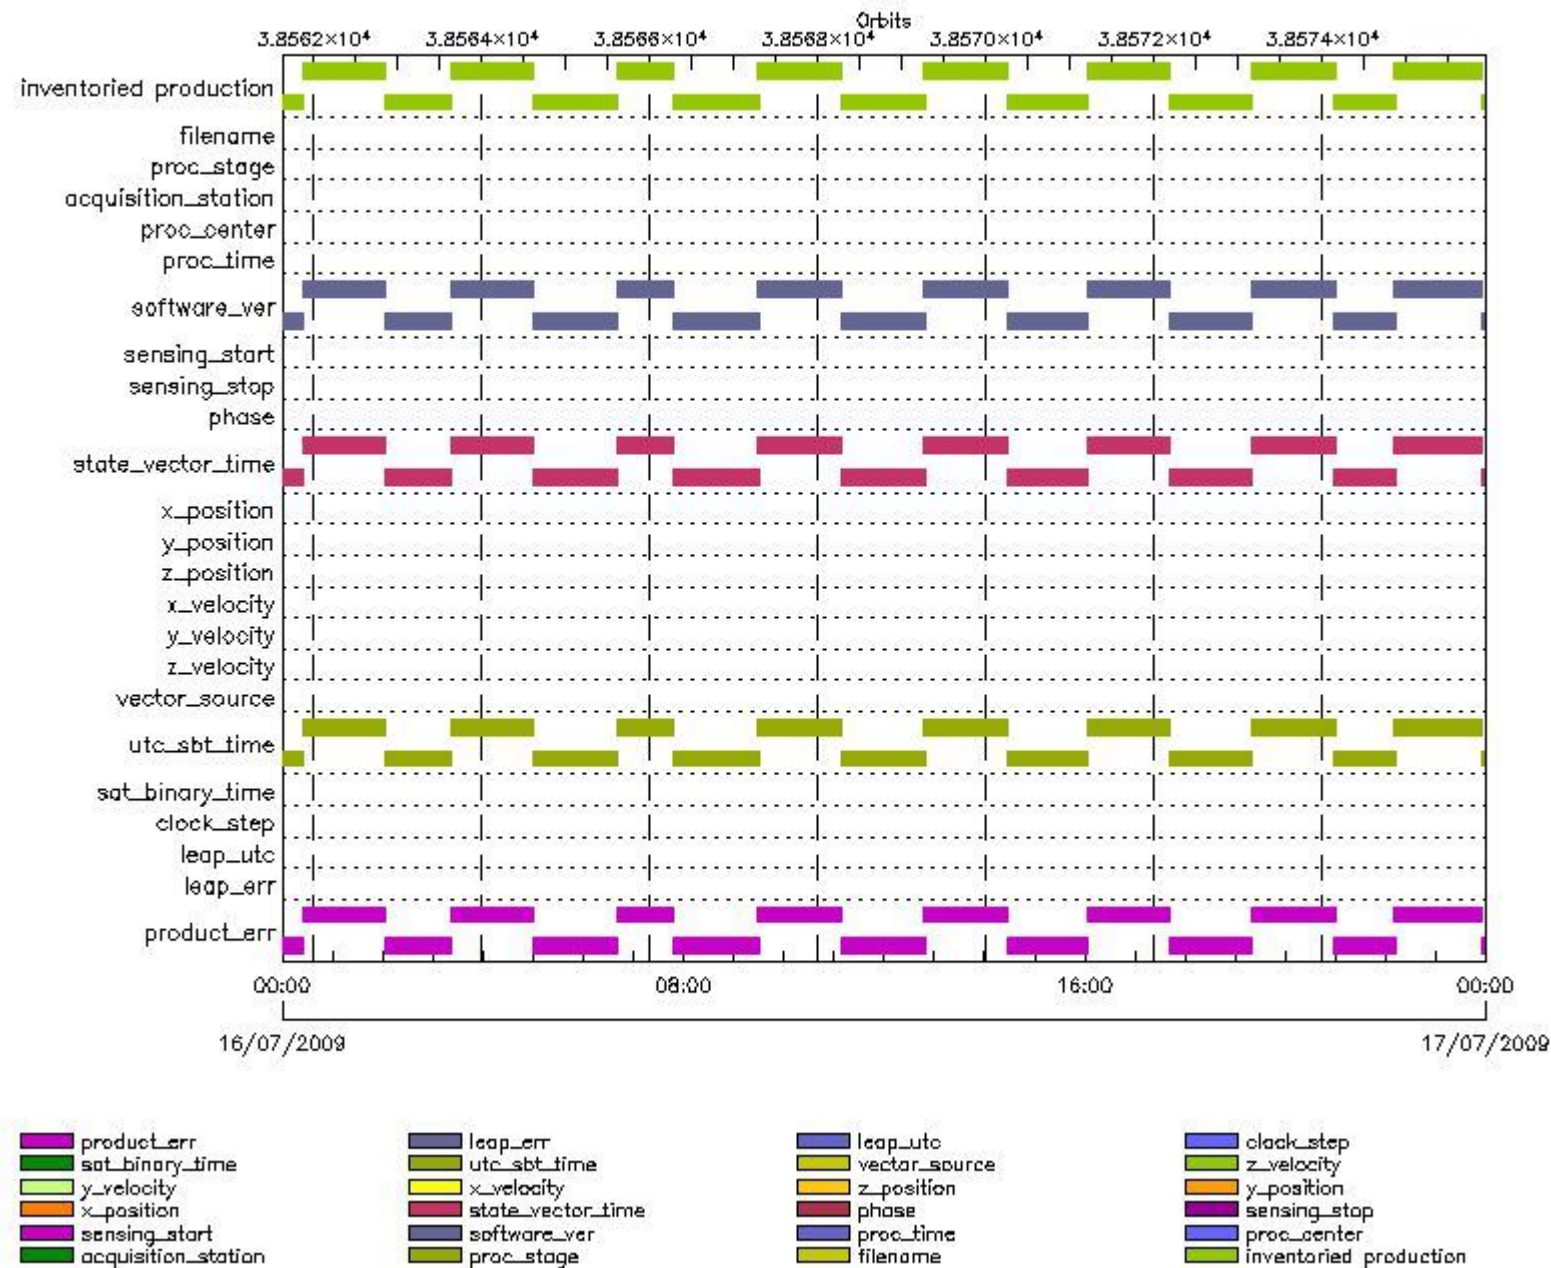 Orbits
3.8562×10⁴ 3.8564×10⁴ 3.8566×10⁴ 3.8568×10⁴ 3.8570×10⁴ 3.8572×10⁴ 3.8574×10⁴
inventoried production
filename
proc_stage
acquisition_station
proc_center
proc_time
software_ver
sensing_start
sensing_stop
phase
state_vector_time
x_position
y_position
z_position
x_velocity
y_velocity
z_velocity
vector_source
utc_sbt_time
sat_binary_time
clock_step
leap_utc
leap_err
product_err
00:00 08:00 16:00 00:00
16/07/2009 17/07/2009
product_err leap_err leap_utc clock_step
sat_binary_time utc_sbt_time vector_source z_velocity
y_velocity x_velocity z_position y_position
x_position state_vector_time phase sensing_stop
sensing_start software_ver proc_time proc_center
acquisition_station proc_stage filename inventoried production